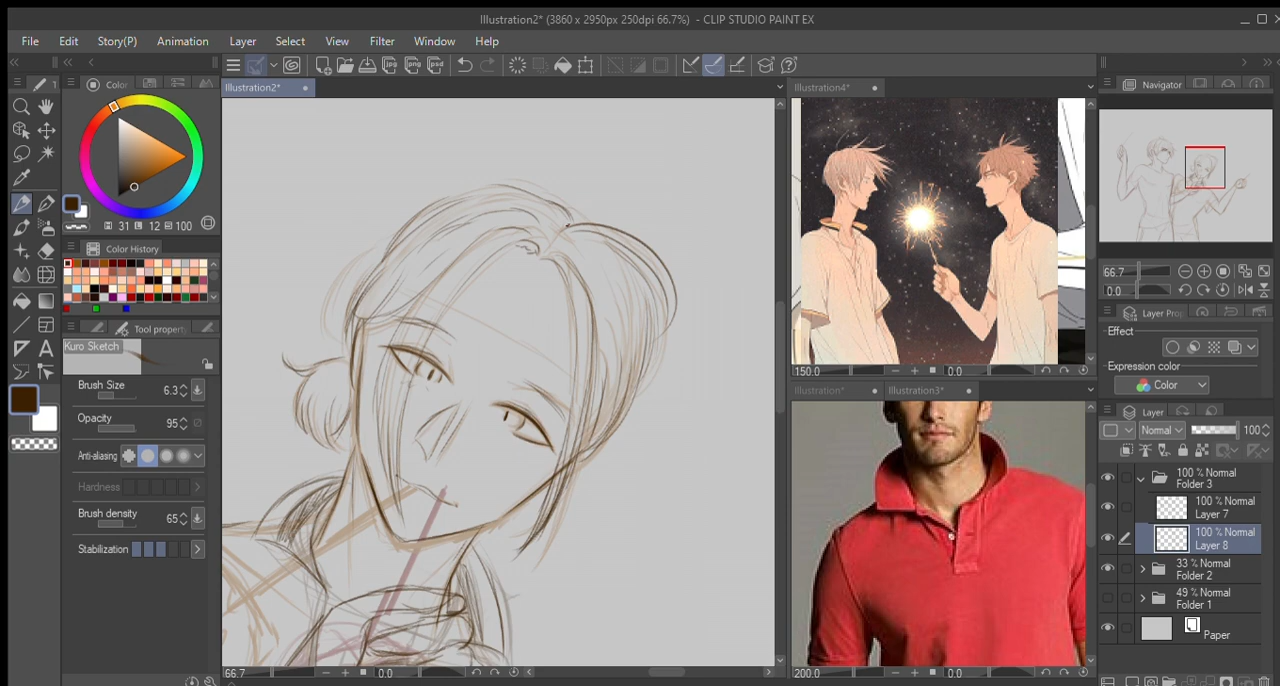 Illustration2* (3860 x 2950px 250dpi 66.7%) - CLIP STUDIO PAINT EX
File Edit Story(P) Animation Layer Select View Filter Window Help
Color
Illustration2*
Illustration4*
Navigator
31 12 100
Color History
Tool property
Kuro Sketch
Brush Size 6.3
Opacity 95
Anti-aliasing
Hardness
Brush density 65
Stabilization
66.7 0.0
150.0 0.0
Illustration* Illustration3*
200.0 0.0
66.7
0.0
Layer Prop
Effect
Expression color
Color
Layer
Normal 100
100 % Normal
Folder 3
100 % Normal
Layer 7
100 % Normal
Layer 8
33 % Normal
Folder 2
49 % Normal
Folder 1
Paper